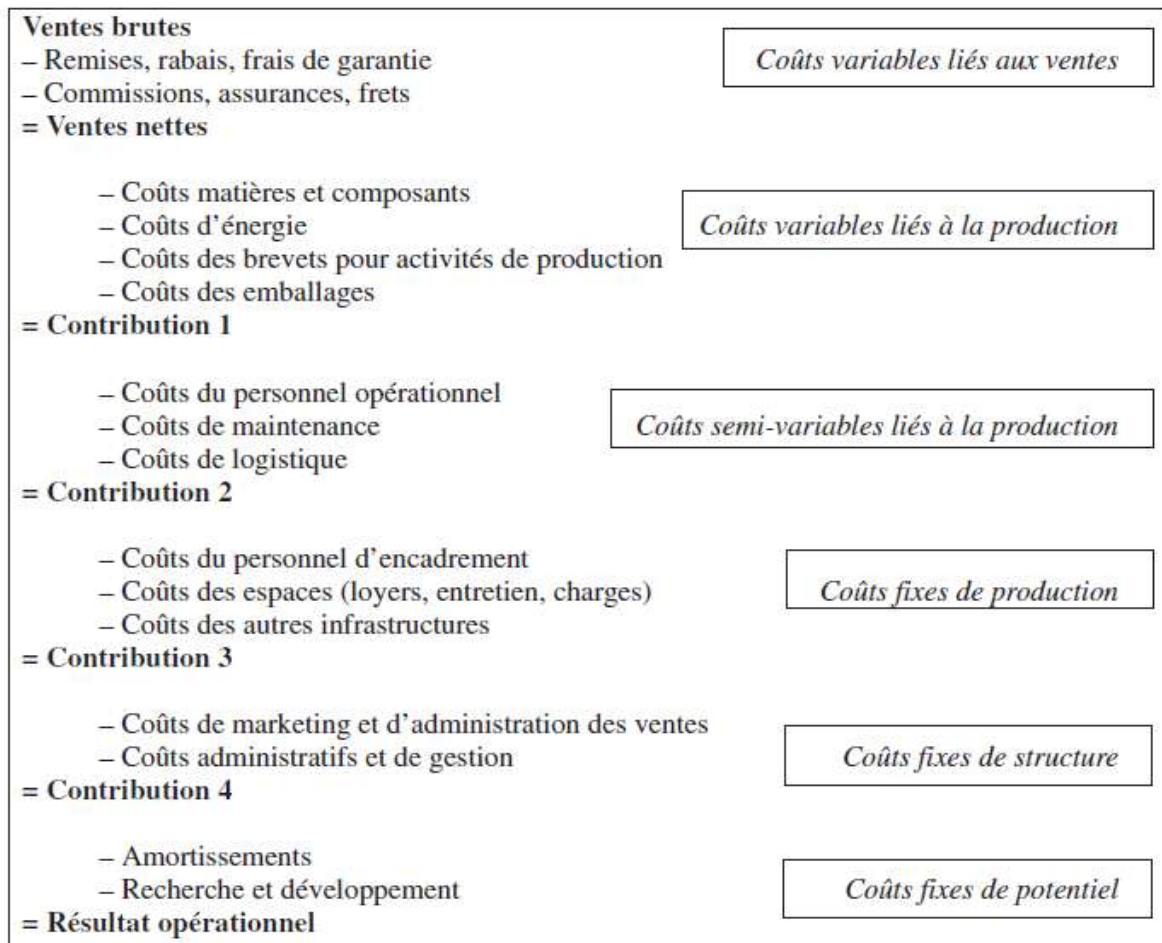 Ventes brutes
– Remises, rabais, frais de garantie
Coûts variables liés aux ventes
– Commissions, assurances, frets
= Ventes nettes
– Coûts matières et composants
– Coûts d’énergie
Coûts variables liés à la production
– Coûts des brevets pour activités de production
– Coûts des emballages
= Contribution 1
– Coûts du personnel opérationnel
– Coûts de maintenance
Coûts semi-variables liés à la production
– Coûts de logistique
= Contribution 2
– Coûts du personnel d’encadrement
– Coûts des espaces (loyers, entretien, charges)
Coûts fixes de production
– Coûts des autres infrastructures
= Contribution 3
– Coûts de marketing et d’administration des ventes
– Coûts administratifs et de gestion
Coûts fixes de structure
= Contribution 4
– Amortissements
– Recherche et développement
Coûts fixes de potentiel
= Résultat opérationnel